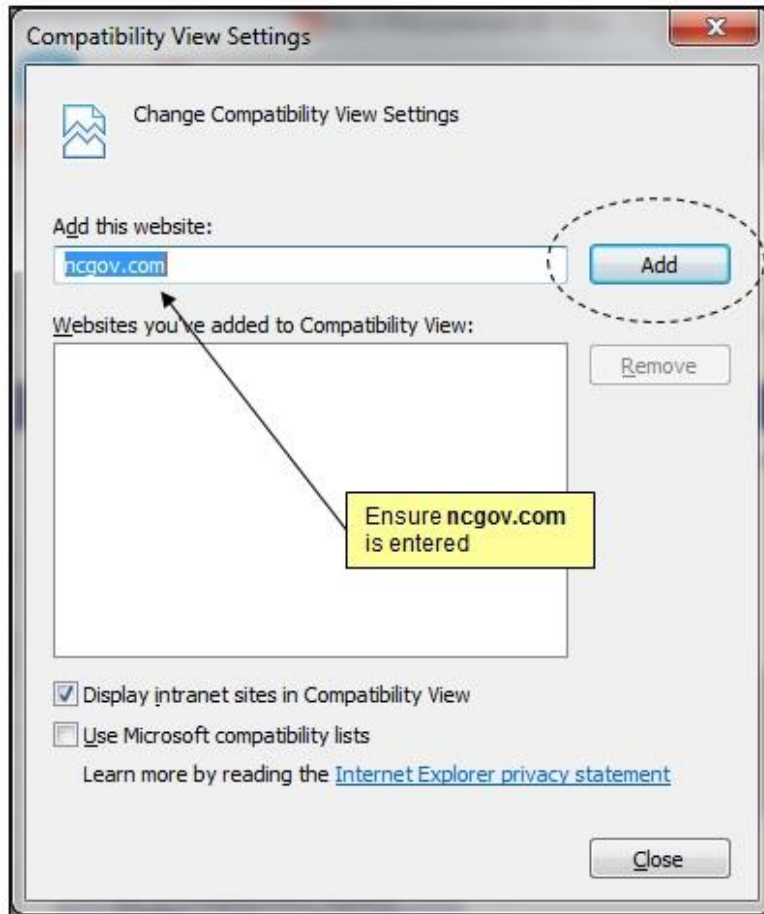 Compatibility View Settings
Change Compatibility View Settings
Add this website:
ncgov.com
Add
Websites you've added to Compatibility View:
Remove
Ensure ncgov.com
is entered
Display intranet sites in Compatibility View
Use Microsoft compatibility lists
Learn more by reading the Internet Explorer privacy statement
Close